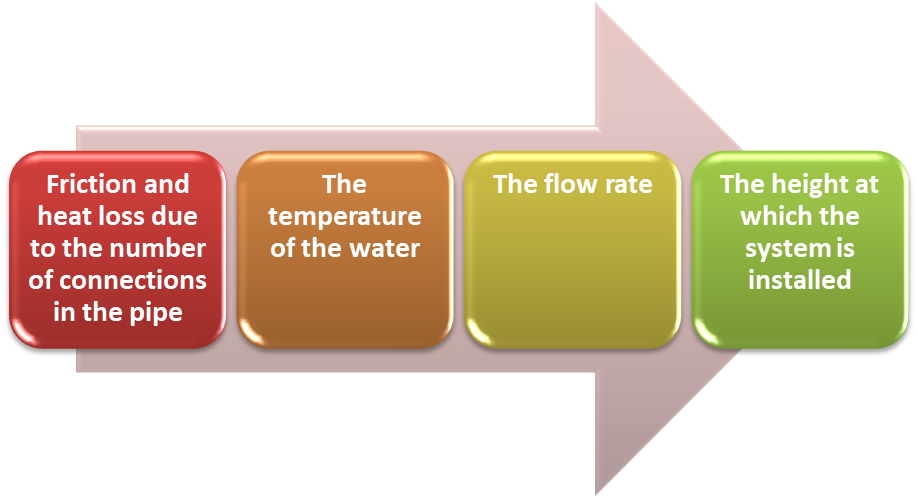 Friction and
heat loss due
to the number
of connections
in the pipe
The
temperature
of the water
The flow rate
The height at
which the
system is
installed